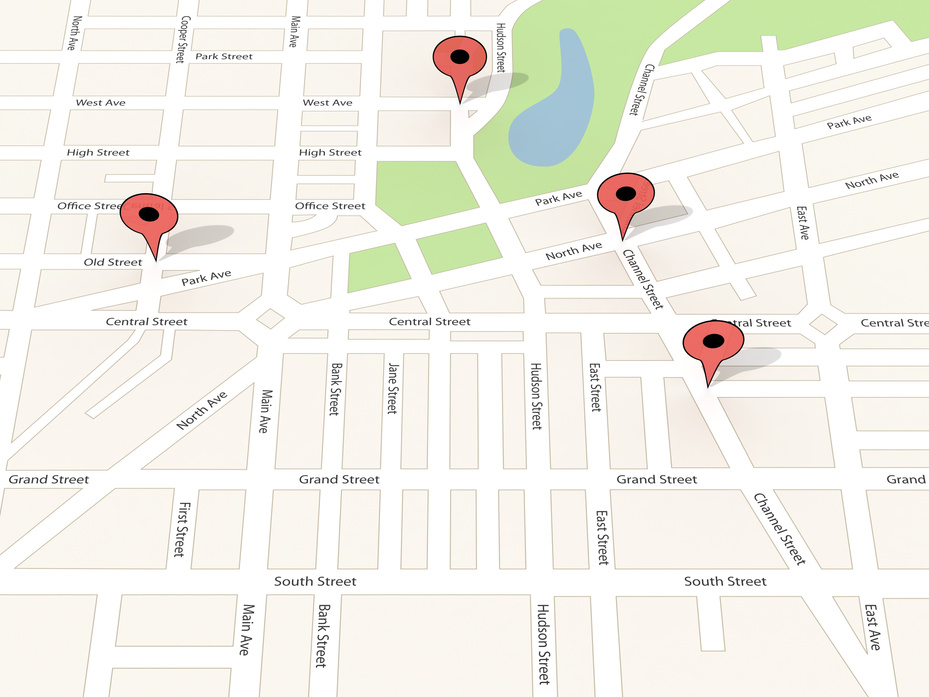 North Ave
Cooper Street
Main Ave
Hudson Street
Park Street
Channel Street
West Ave
West Ave
Park Ave
High Street
High Street
North Ave
Park Ave
Office Street
Office Street
East Ave
North Ave
Old Street
Park Ave
Channel Street
Central Street
Central Street
Central Street
Central Stre
Bank Street
Jane Street
Hudson Street
East Street
Main Ave
North Ave
Grand Street
Grand Street
Grand Street
Grand
First Street
East Street
Channel Street
South Street
South Street
Main Ave
Bank Street
Hudson Street
East Ave